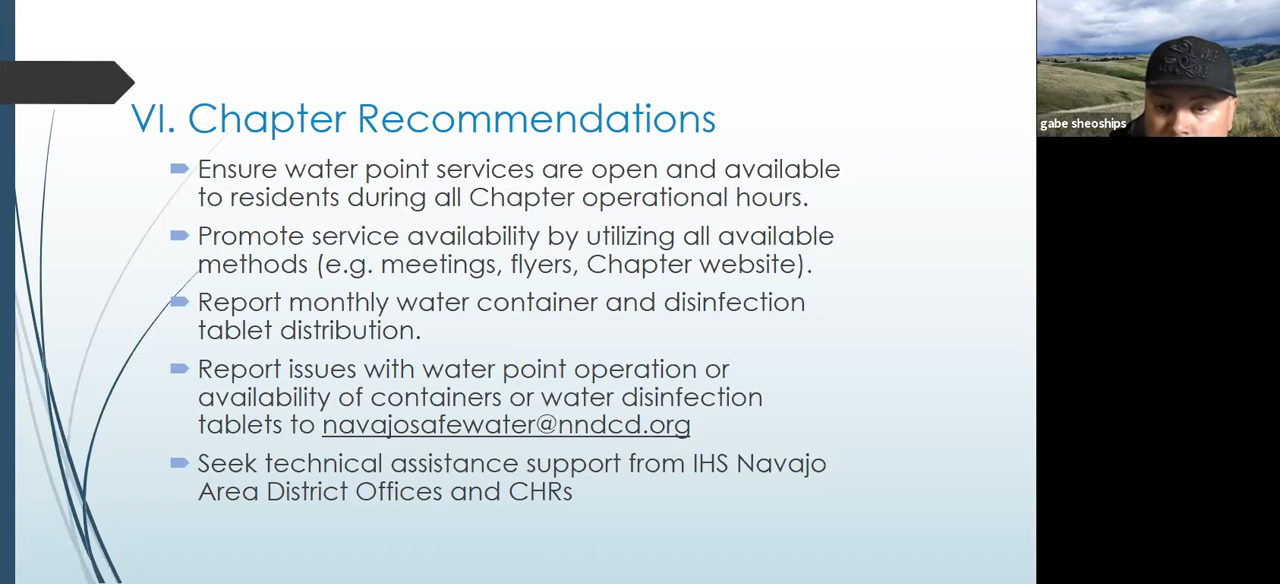 VI. Chapter Recommendations
Ensure water point services are open and available
to residents during all Chapter operational hours.
Promote service availability by utilizing all available
methods (e.g. meetings, flyers, Chapter website).
Report monthly water container and disinfection
tablet distribution.
Report issues with water point operation or
availability of containers or water disinfection
tablets to navajosafewater@nndcd.org
Seek technical assistance support from IHS Navajo
Area District Offices and CHRs
gabe sheoships